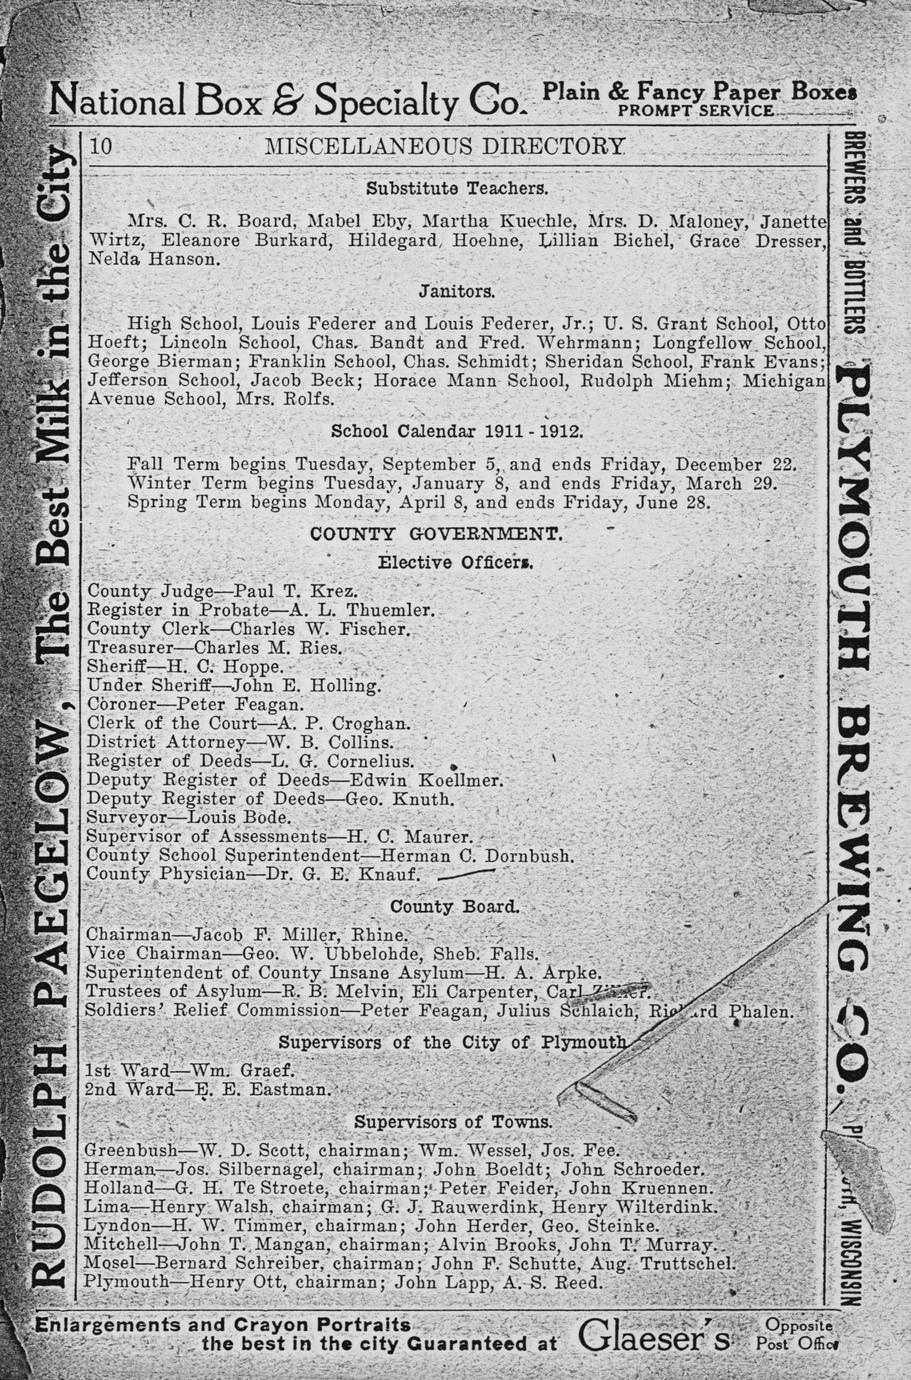 National Box & Specialty Co. Plain & Fancy Paper Boxes
PROMPT SERVICE
10 MISCELLANEOUS DIRECTORY
Substitute Teachers.
Mrs. C. R. Board, Mabel Eby, Martha Kuechle, Mrs. D. Maloney, Janette
Wirtz, Eleanore Burkard, Hildegard Hoehne, Lillian Bichel, Grace Dresser,
Nelda Hanson.
Janitors.
High School, Louis Federer and Louis Federer, Jr.; U. S. Grant School, Otto
Hoeft; Lincoln School, Chas. Bandt and Fred. Wehrmann; Longfellow School,
George Bierman; Franklin School, Chas. Schmidt; Sheridan School, Frank Evans;
Jefferson School, Jacob Beck; Horace Mann School, Rudolph Miehm; Michigan
Avenue School, Mrs. Rolfs.
School Calendar 1911 - 1912.
Fall Term begins Tuesday, September 5, and ends Friday, December 22.
Winter Term begins Tuesday, January 8, and ends Friday, March 29.
Spring Term begins Monday, April 8, and ends Friday, June 28.
COUNTY GOVERNMENT.
Elective Officers.
County Judge—Paul T. Krez.
Register in Probate—A. L. Thuemler.
County Clerk—Charles W. Fischer.
Treasurer—Charles M. Ries.
Sheriff—H. C. Hoppe.
Under Sheriff—John E. Holling.
Coroner—Peter Feagan.
Clerk of the Court—A. P. Croghan.
District Attorney—W. B. Collins.
Register of Deeds—L. G. Cornelius.
Deputy Register of Deeds—Edwin Koellmer.
Deputy Register of Deeds—Geo. Knuth.
Surveyor—Louis Bode.
Supervisor of Assessments—H. C. Maurer.
County School Superintendent—Herman C. Dornbush.
County Physician—Dr. G. E. Knauf.
County Board.
Chairman—Jacob F. Miller, Rhine.
Vice Chairman—Geo. W. Ubbelohde, Sheb. Falls.
Superintendent of County Insane Asylum—H. A. Arpke.
Trustees of Asylum—R. B. Melvin, Eli Carpenter, Carl
Soldiers' Relief Commission—Peter Feagan, Julius Schlaich, Richard Phalen.
Supervisors of the City of Plymouth
1st Ward—Wm. Graef.
2nd Ward—E. E. Eastman.
Supervisors of Towns.
Greenbush—W. D. Scott, chairman; Wm. Wessel, Jos. Fee.
Herman—Jos. Silbernagel, chairman; John Boeldt; John Schroeder.
Holland—G. H. Te Stroete, chairman; Peter Feider, John Kruennen.
Lima—Henry Walsh, chairman; G. J. Rauwerdink, Henry Wilterdink.
Lyndon—H. W. Timmer, chairman; John Herder, Geo. Steinke.
Mitchell—John T. Mangan, chairman; Alvin Brooks, John T. Murray.
Mosel—Bernard Schreiber, chairman; John F. Schutte, Aug. Truttschel.
Plymouth—Henry Ott, chairman; John Lapp, A. S. Reed.
RUDOLPH PAEGELOW, The Best Milk in the City
BREWERS and BOTTLERS PLYMOUTH BREWING CO. WISCONSIN
Enlargements and Crayon Portraits
the best in the city Guaranteed at Glaeser's Opposite
Post Office